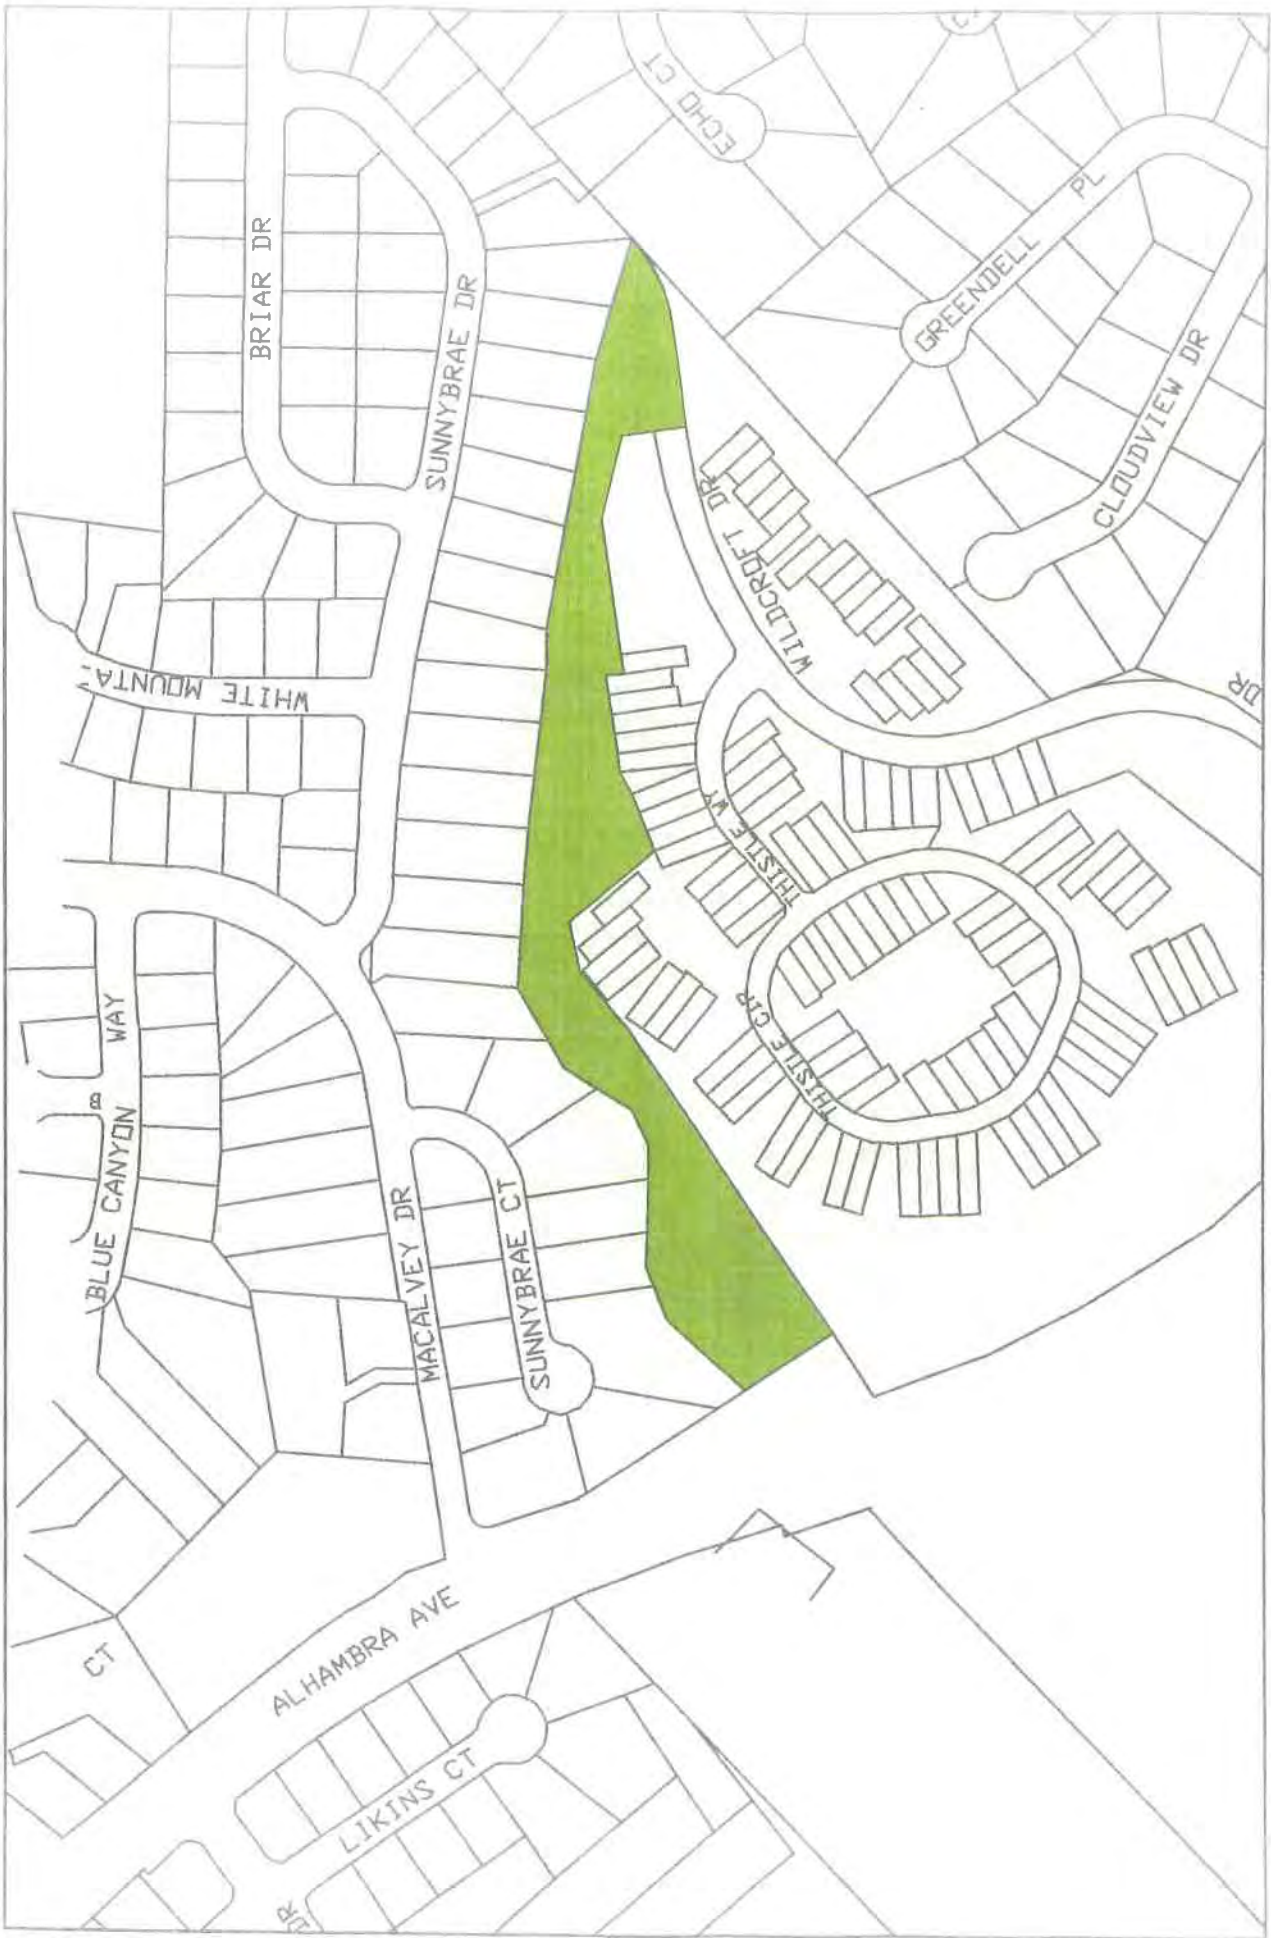 ECHO CT
GREENDELL PL
BRIAR DR
SUNNYBRAE DR
CLOUDVIEW DR
WILDCROFT DR
DR
WHITE MOUNTA
THISTLE WY
THISTLE CIR
BLUE CANYON WAY
MACALVEY DR
SUNNYBRAE CT
ALHAMBRA AVE
CT
LIKINS CT
DR